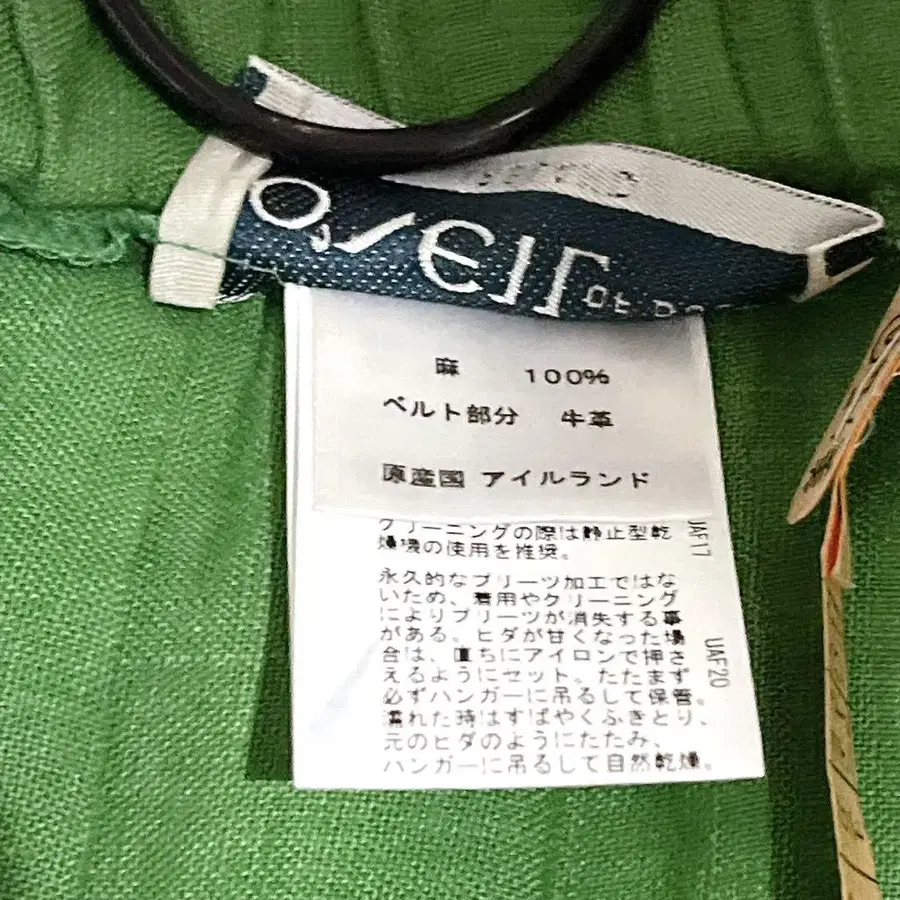 O'NEIL OF D
麻 100%
ベルト部分 牛革
原産国 アイルランド
クリーニングの際は静止型乾
燥機の使用を推奨。
永久的なプリーツ加工ではな
いため、着用やクリーニング
によりプリーツが消失する事
がある。ヒダが甘くなった場
合は、直ちにアイロンで押さ
えるようにセット。たたまず
必ずハンガーに吊るして保管。
濡れた時はすばやくふきとり、
元のヒダのようにたたみ、
ハンガーに吊るして自然乾燥。
UAF17
UAF20